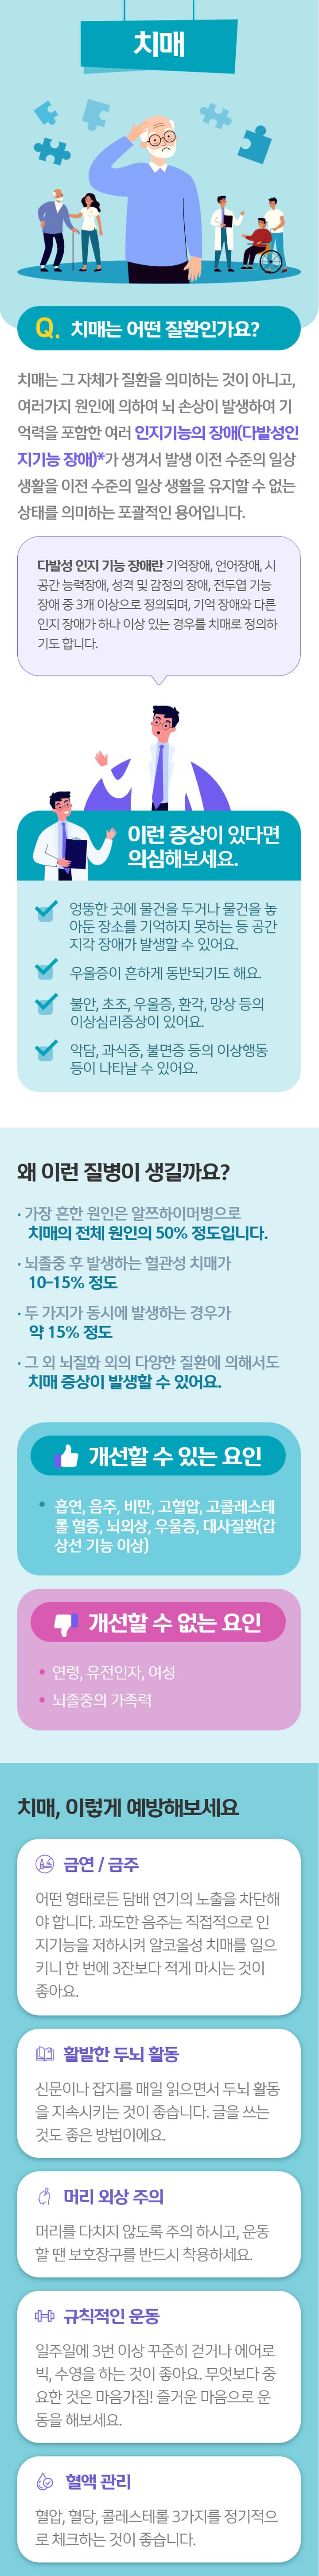 치매
Q. 치매는 어떤 질환인가요?
치매는 그 자체가 질환을 의미하는 것이 아니고,
여러가지 원인에 의하여 뇌 손상이 발생하여 기
억력을 포함한 여러 인지기능의 장애(다발성인
지기능 장애)*가 생겨서 발생 이전 수준의 일상
생활을 이전 수준의 일상 생활을 유지할 수 없는
상태를 의미하는 포괄적인 용어입니다.
다발성 인지 기능 장애란 기억장애, 언어장애, 시
공간 능력장애, 성격 및 감정의 장애, 전두엽 기능
장애 중 3개 이상으로 정의되며, 기억 장애와 다른
인지 장애가 하나 이상 있는 경우를 치매로 정의하
기도 합니다.
이런 증상이 있다면
의심해보세요.
엉뚱한 곳에 물건을 두거나 물건을 놓
아둔 장소를 기억하지 못하는 등 공간
지각 장애가 발생할 수 있어요.
우울증이 흔하게 동반되기도 해요.
불안, 초조, 우울증, 환각, 망상 등의
이상심리증상이 있어요.
악담, 과식증, 불면증 등의 이상행동
등이 나타날 수 있어요.
왜 이런 질병이 생길까요?
· 가장 흔한 원인은 알쯔하이머병으로
치매의 전체 원인의 50% 정도입니다.
· 뇌졸중 후 발생하는 혈관성 치매가
10-15% 정도
· 두 가지가 동시에 발생하는 경우가
약 15% 정도
· 그 외 뇌질화 외의 다양한 질환에 의해서도
치매 증상이 발생할 수 있어요.
개선할 수 있는 요인
• 흡연, 음주, 비만, 고혈압, 고콜레스테
롤 혈증, 뇌외상, 우울증, 대사질환(갑
상선 기능 이상)
개선할 수 없는 요인
• 연령, 유전인자, 여성
• 뇌졸중의 가족력
치매, 이렇게 예방해보세요
금연 / 금주
어떤 형태로든 담배 연기의 노출을 차단해
야 합니다. 과도한 음주는 직접적으로 인
지기능을 저하시켜 알코올성 치매를 일으
키니 한 번에 3잔보다 적게 마시는 것이
좋아요.
활발한 두뇌 활동
신문이나 잡지를 매일 읽으면서 두뇌 활동
을 지속시키는 것이 좋습니다. 글을 쓰는
것도 좋은 방법이에요.
머리 외상 주의
머리를 다치지 않도록 주의 하시고, 운동
할 땐 보호장구를 반드시 착용하세요.
규칙적인 운동
일주일에 3번 이상 꾸준히 걷거나 에어로
빅, 수영을 하는 것이 좋아요. 무엇보다 중
요한 것은 마음가짐! 즐거운 마음으로 운
동을 해보세요.
혈액 관리
혈압, 혈당, 콜레스테롤 3가지를 정기적으
로 체크하는 것이 좋습니다.